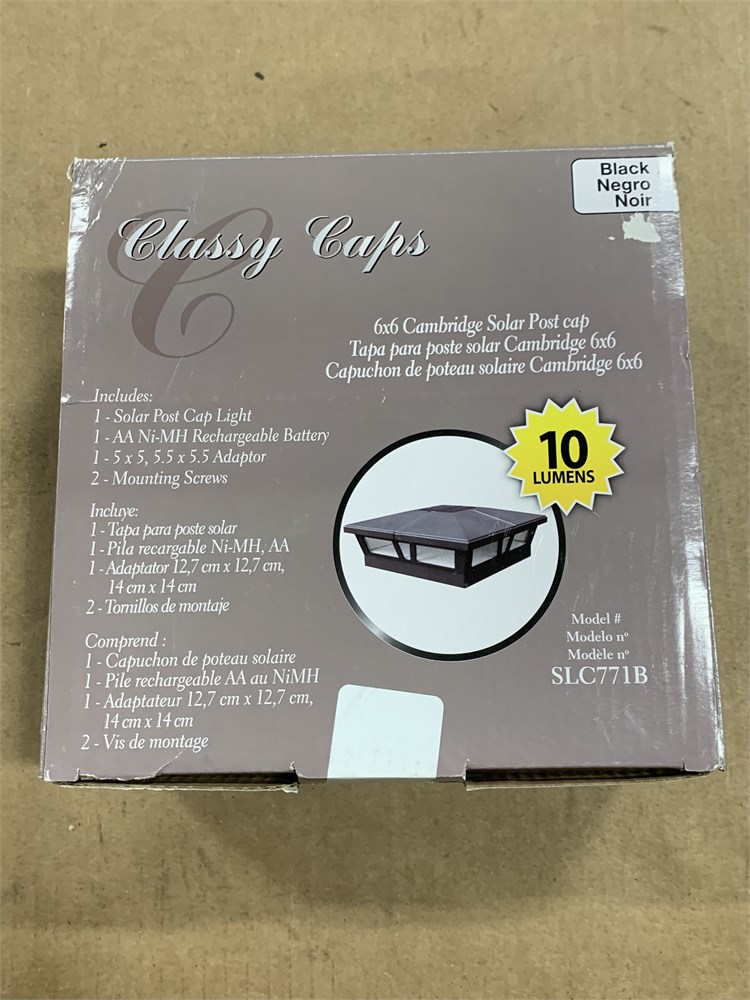 Black
Negro
Noir
Classy Caps
6x6 Cambridge Solar Post cap
Tapa para poste solar Cambridge 6x6
Capuchon de poteau solaire Cambridge 6x6
Includes:
1 - Solar Post Cap Light
1 - AA Ni-MH Rechargeable Battery
1 - 5 x 5, 5.5 x 5.5 Adaptor
2 - Mounting Screws
Incluye:
1 - Tapa para poste solar
1 - Pila recargable Ni-MH, AA
1 - Adaptator 12,7 cm x 12,7 cm,
14 cm x 14 cm
2 - Tornillos de montaje
Comprend :
1 - Capuchon de poteau solaire
1 - Pile rechargeable AA au NiMH
1 - Adaptateur 12,7 cm x 12,7 cm,
14 cm x 14 cm
2 - Vis de montage
10
LUMENS
Model #
Modelo nº
Modèle nº
SLC771B